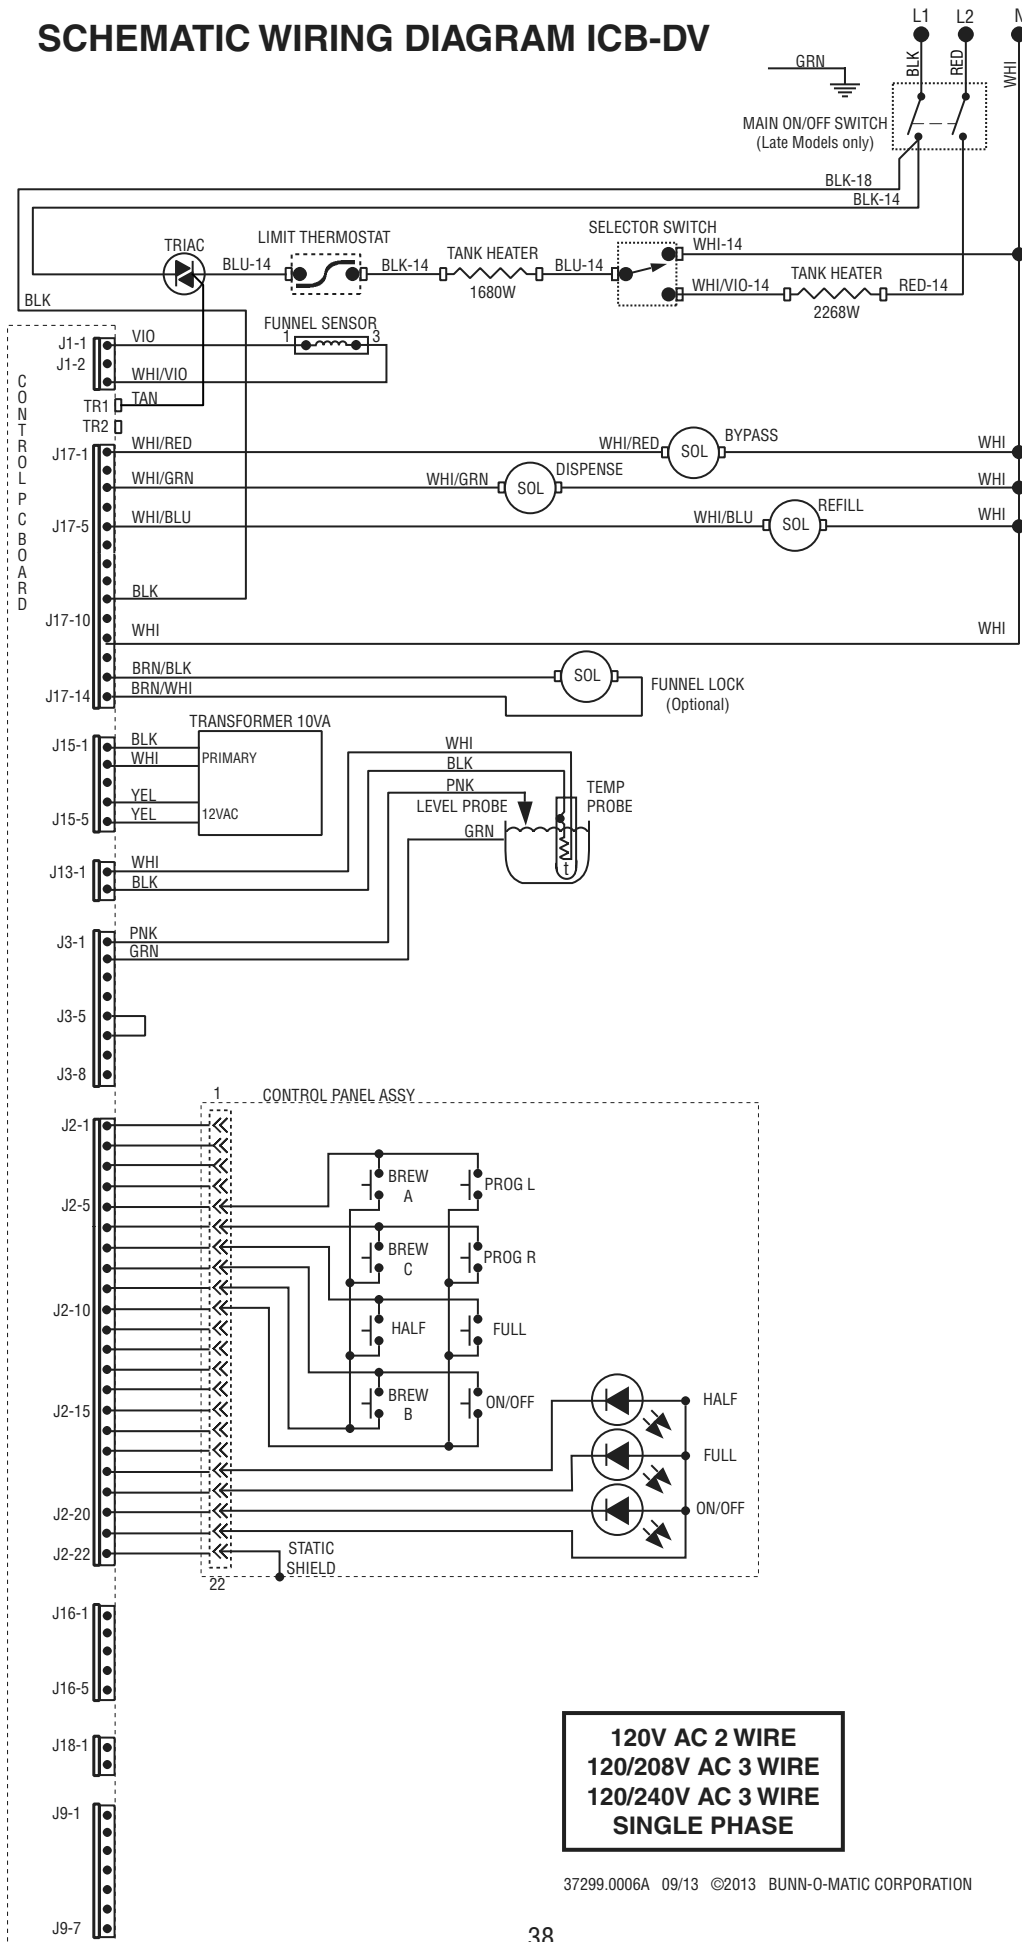 SCHEMATIC WIRING DIAGRAM ICB-DV
L1 L2 N
GRN
BLK
RED
WHI
MAIN ON/OFF SWITCH
(Late Models only)
BLK-18
BLK-14
SELECTOR SWITCH
LIMIT THERMOSTAT
TRIAC
TANK HEATER
WHI-14
BLU-14
BLK-14
BLU-14
TANK HEATER
1680W
WHI/VIO-14
RED-14
2268W
BLK
FUNNEL SENSOR
CONTROL PC BOARD
J1-1
VIO
1
3
J1-2
WHI/VIO
TR1
TAN
TR2
J17-1
WHI/RED
WHI/RED
SOL
BYPASS
WHI
WHI/GRN
WHI/GRN
SOL
DISPENSE
WHI
J17-5
WHI/BLU
WHI/BLU
SOL
REFILL
WHI
BLK
J17-10
WHI
WHI
BRN/BLK
SOL
FUNNEL LOCK
(Optional)
J17-14
BRN/WHI
TRANSFORMER 10VA
J15-1
BLK
WHI
PRIMARY
YEL
J15-5
YEL
12VAC
WHI
BLK
PNK
LEVEL PROBE
TEMP
PROBE
GRN
t
J13-1
WHI
BLK
J3-1
PNK
GRN
J3-5
J3-8
1
CONTROL PANEL ASSY
J2-1
BREW
A
PROG L
J2-5
BREW
C
PROG R
J2-10
HALF
FULL
BREW
B
ON/OFF
J2-15
HALF
FULL
ON/OFF
J2-20
J2-22
STATIC
SHIELD
22
J16-1
J16-5
J18-1
J9-1
J9-7
120V AC 2 WIRE
120/208V AC 3 WIRE
120/240V AC 3 WIRE
SINGLE PHASE
37299.0006A 09/13 ©2013 BUNN-O-MATIC CORPORATION
38